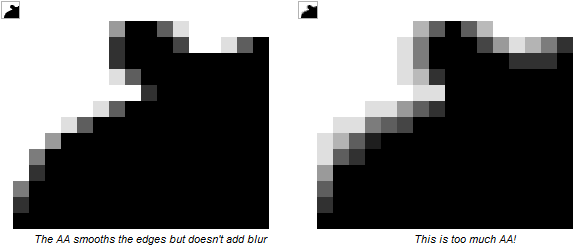 The AA smooths the edges but doesn't add blur
This is too much AA!